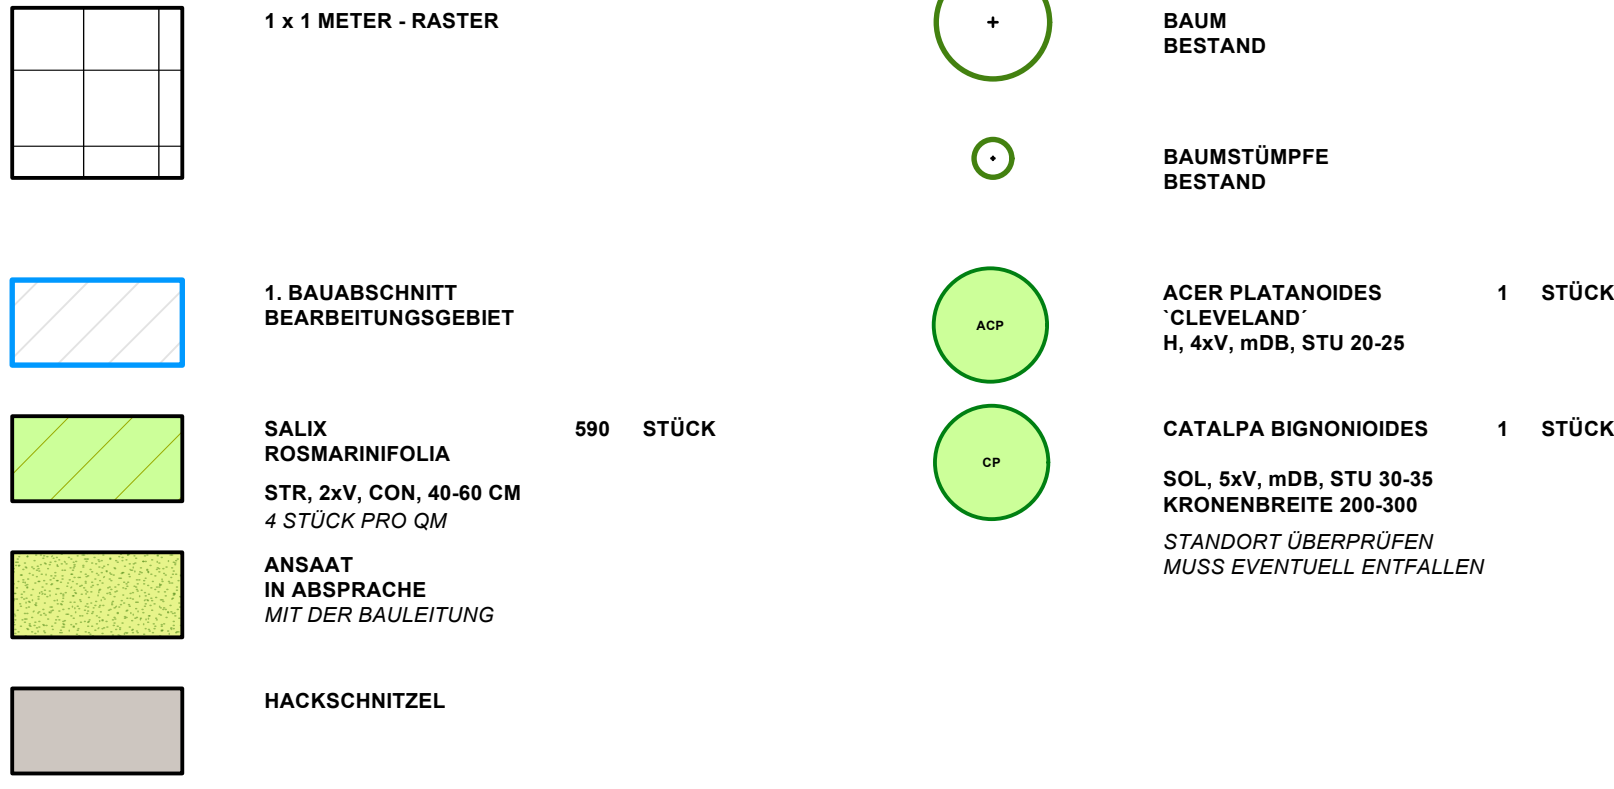 1 x 1 METER - RASTER
1. BAUABSCHNITT
BEARBEITUNGSGEBIET
SALIX 590 STÜCK
ROSMARINIFOLIA
STR, 2xV, CON, 40-60 CM
4 STÜCK PRO QM
ANSAAT
IN ABSPRACHE
MIT DER BAULEITUNG
HACKSCHNITZEL
BAUM
BESTAND
BAUMSTÜMPFE
BESTAND
ACP
ACER PLATANOIDES 1 STÜCK
`CLEVELAND´
H, 4xV, mDB, STU 20-25
CP
CATALPA BIGNONIOIDES 1 STÜCK
SOL, 5xV, mDB, STU 30-35
KRONENBREITE 200-300
STANDORT ÜBERPRÜFEN
MUSS EVENTUELL ENTFALLEN